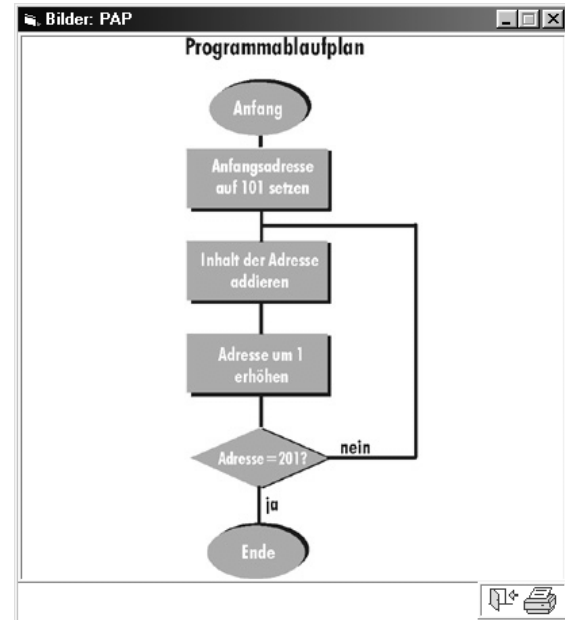 Bilder: PAP
Programmablaufplan
Anfang
Anfangsadresse
auf 101 setzen
Inhalt der Adresse
addieren
Adresse um 1
erhöhen
Adresse=201?
nein
ja
Ende